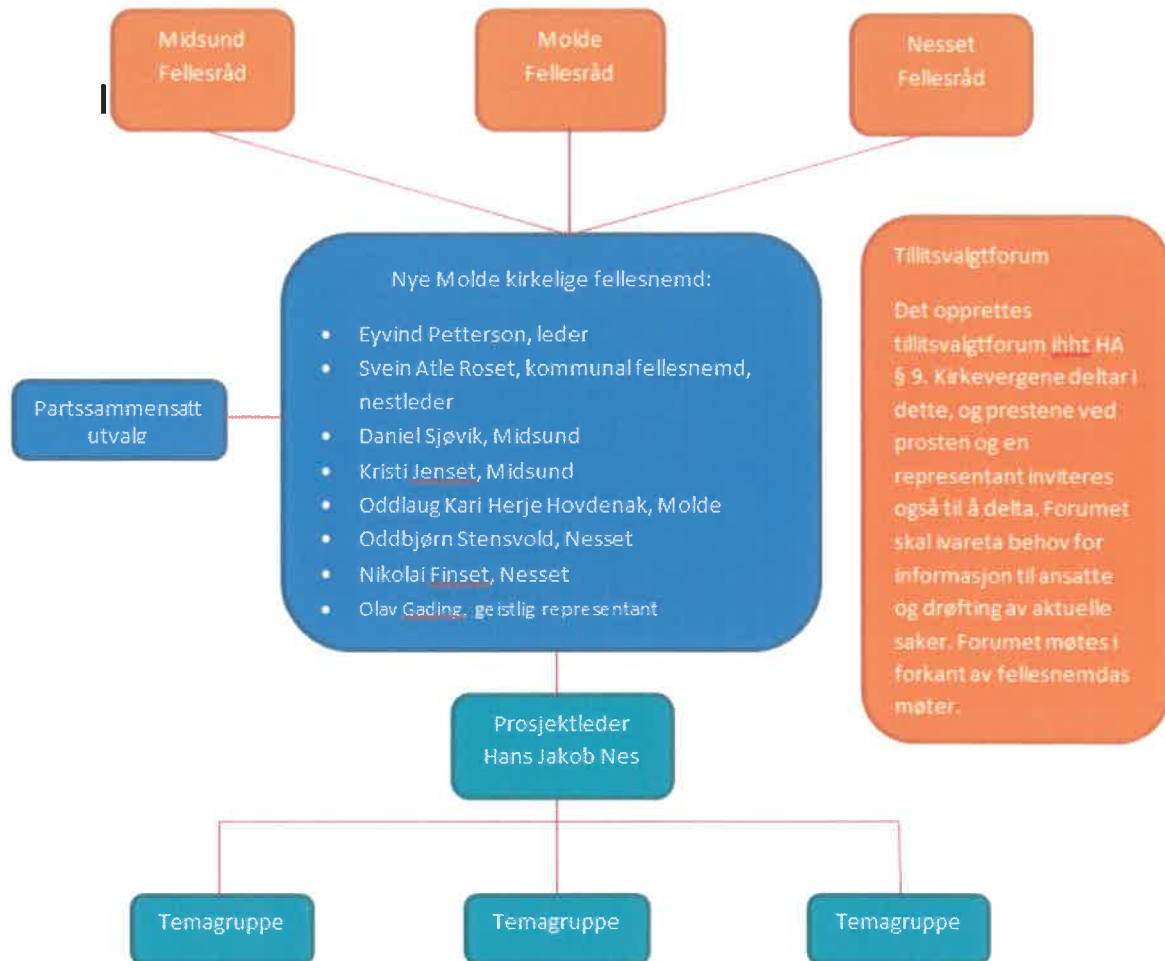 Midsund
Fellesråd
Molde
Fellesråd
Nesset
Fellesråd
Nye Molde kirkelige fellesnemd:
• Eyvind Petterson, leder
• Svein Atle Roset, kommunal fellesnemd,
nestleder
• Daniel Sjøvik, Midsund
• Kristi Jenset, Midsund
• Oddlaug Kari Herje Hovdenak, Molde
• Oddbjørn Stensvold, Nesset
• Nikolai Finset, Nesset
• Olav Gading, geistlig representant
Partssammensatt
utvalg
Tillitsvalgtforum
Det opprettes
tillitsvalgtforum ihht HA
§ 9. Kirkevergene deltar i
dette, og prestene ved
prosten og en
representant inviteres
også til å delta. Forumet
skal ivareta behov for
informasjon til ansatte
og drøfting av aktuelle
saker. Forumet møtes i
forkant av fellesnemdas
møter.
Prosjektleder
Hans Jakob Nes
Temagruppe
Temagruppe
Temagruppe